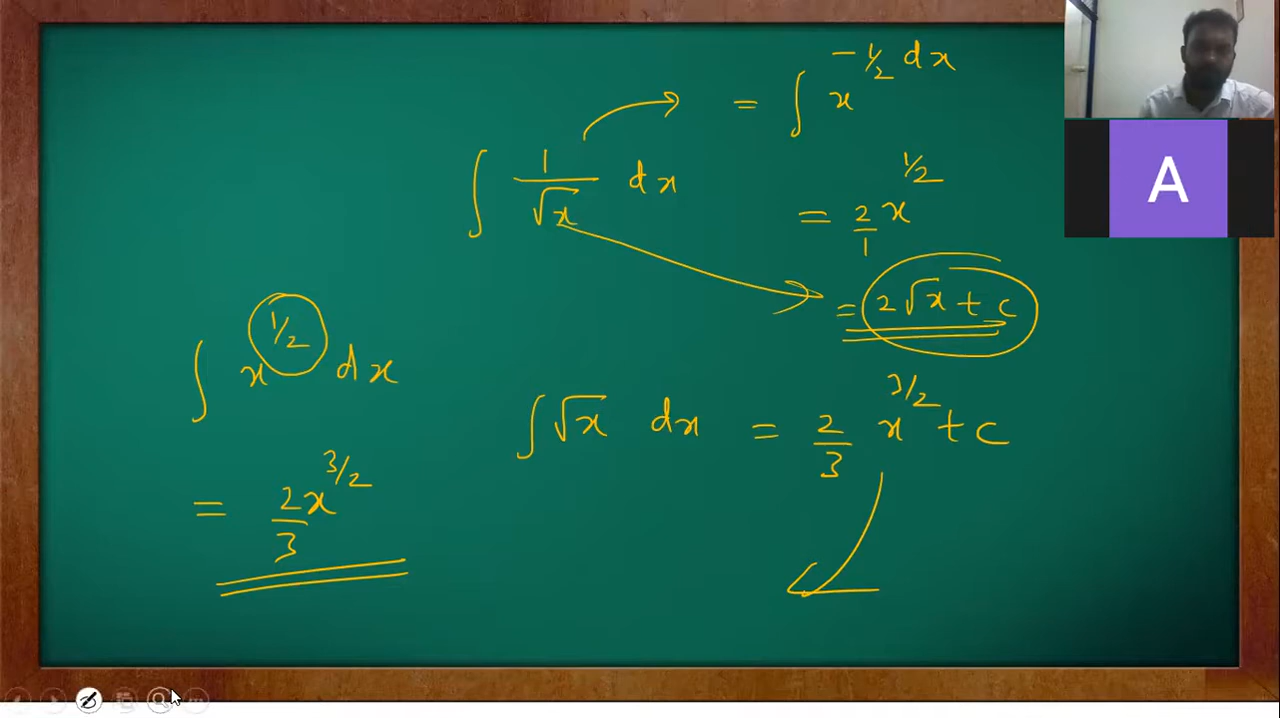 ∫ 1/√x dx
= ∫ x^(-1/2) dx
= 2/1 x^(1/2)
= 2√x + c
∫ x^(1/2) dx
= 2/3 x^(3/2)
∫ √x dx = 2/3 x^(3/2) + c
A